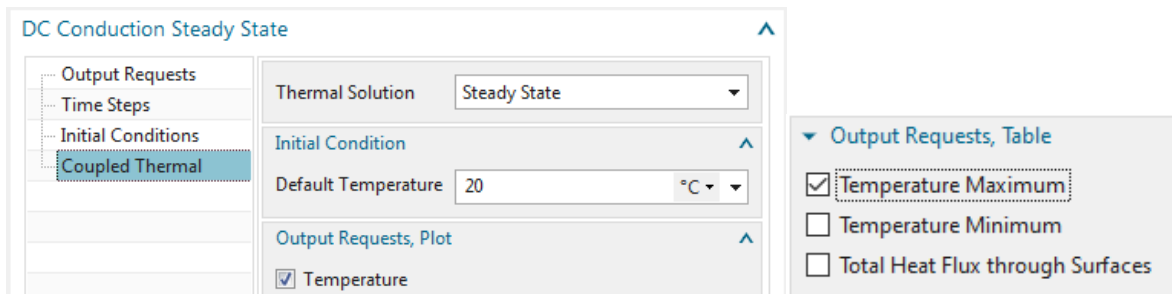 DC Conduction Steady State
Output Requests
Time Steps
Initial Conditions
Coupled Thermal
Thermal Solution Steady State
Initial Condition
Default Temperature 20 °C
Output Requests, Plot
Temperature
Output Requests, Table
Temperature Maximum
Temperature Minimum
Total Heat Flux through Surfaces